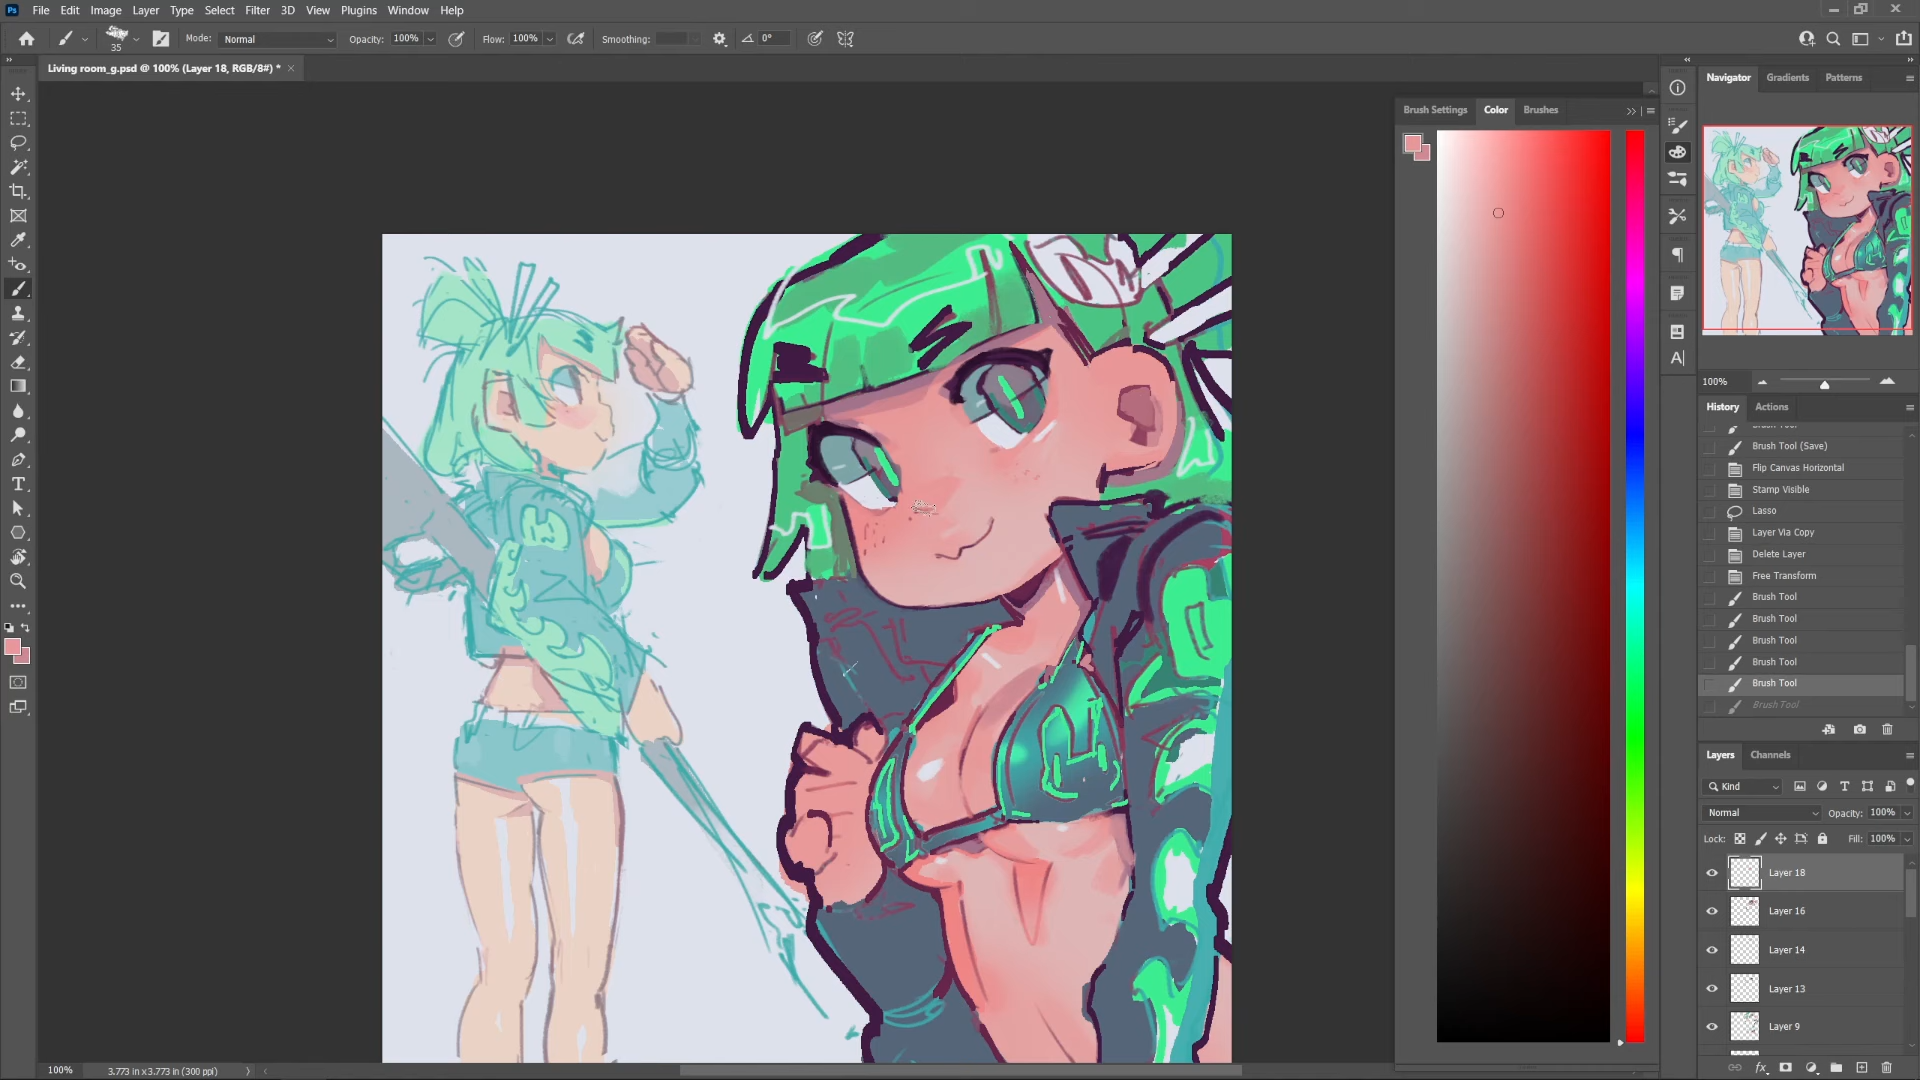 Ps File Edit Image Layer Type Select Filter 3D View Plugins Window Help
35 Mode: Normal Opacity: 100% Flow: 100% Smoothing: 0°
Living room_g.psd @ 100% (Layer 18, RGB/8#) *
Brush Settings Color Brushes
Navigator Gradients Patterns
100%
History Actions
Brush Tool
Brush Tool (Save)
Flip Canvas Horizontal
Stamp Visible
Lasso
Layer Via Copy
Delete Layer
Free Transform
Brush Tool
Brush Tool
Brush Tool
Brush Tool
Brush Tool
Brush Tool
Layers Channels
Kind
Normal Opacity: 100%
Lock: Fill: 100%
Layer 18
Layer 16
Layer 14
Layer 13
Layer 9
100% 3.773 in x 3.773 in (300 ppi)